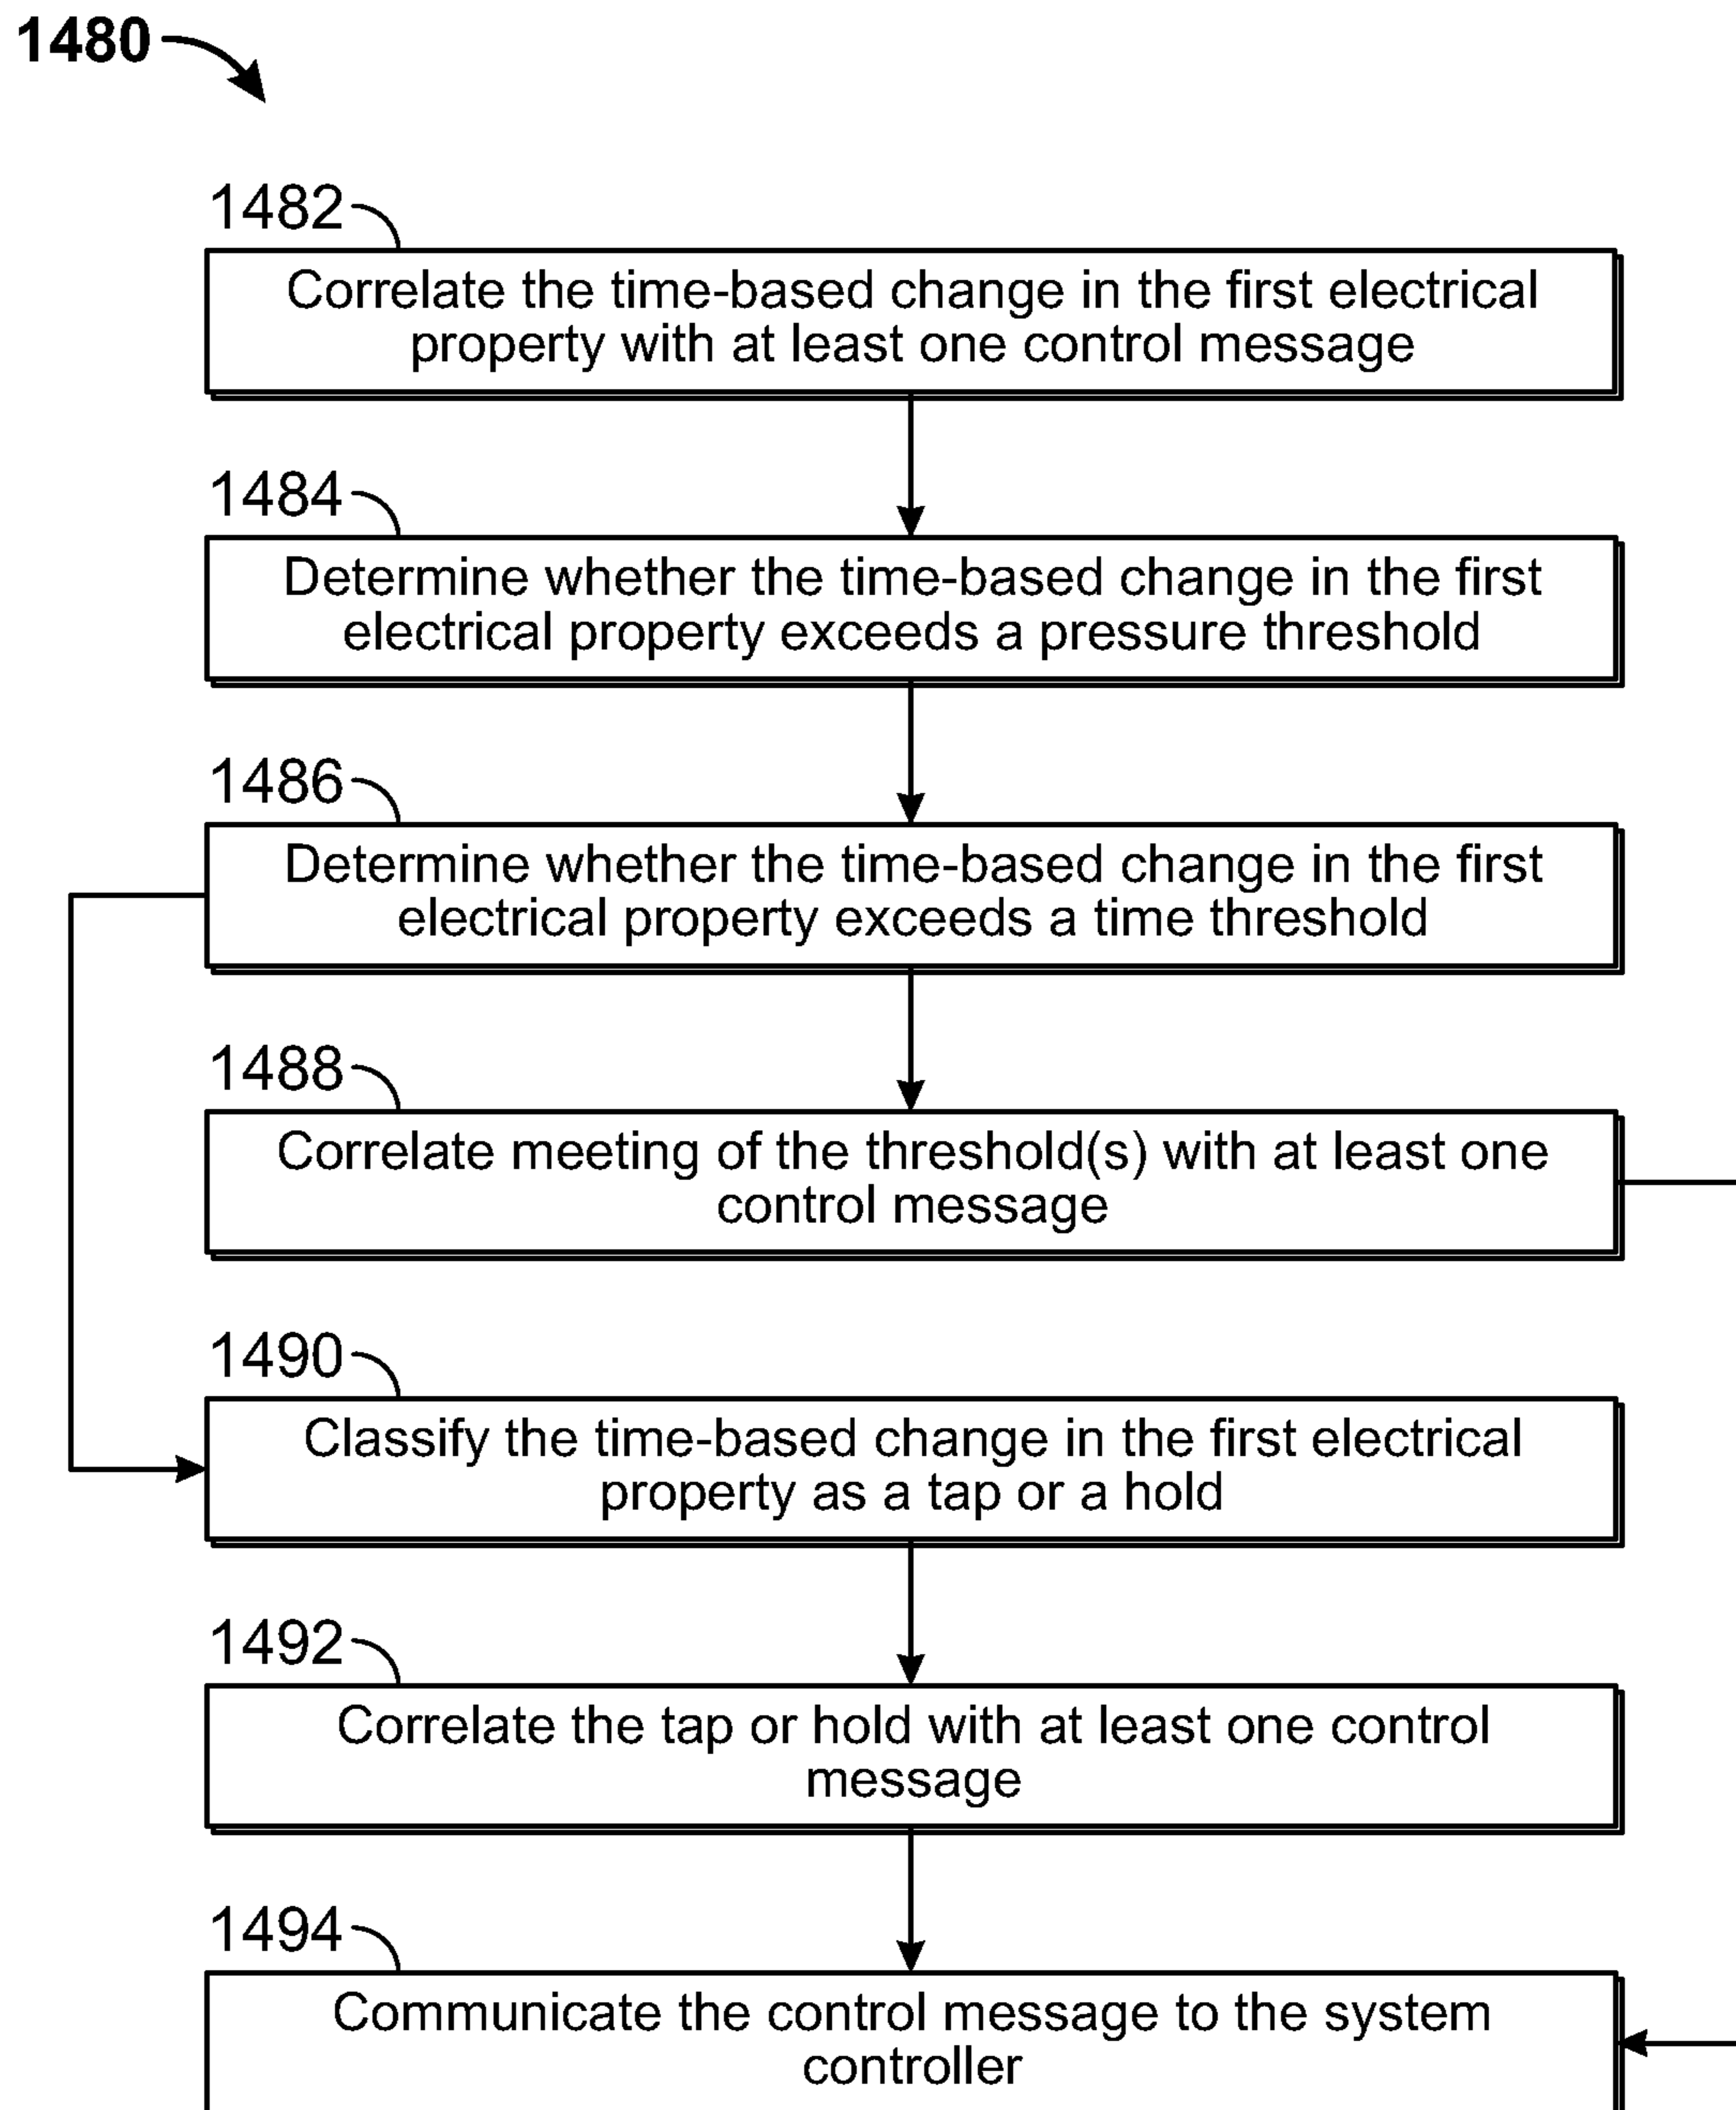 1480
1482
Correlate the time-based change in the first electrical
property with at least one control message
1484
Determine whether the time-based change in the first
electrical property exceeds a pressure threshold
1486
Determine whether the time-based change in the first
electrical property exceeds a time threshold
1488
Correlate meeting of the threshold(s) with at least one
control message
1490
Classify the time-based change in the first electrical
property as a tap or a hold
1492
Correlate the tap or hold with at least one control
message
1494
Communicate the control message to the system
controller